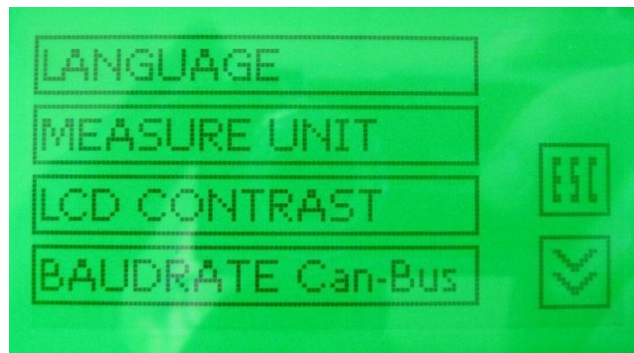 LANGUAGE
MEASURE UNIT
LCD CONTRAST
BAUDRATE Can-Bus
ESC